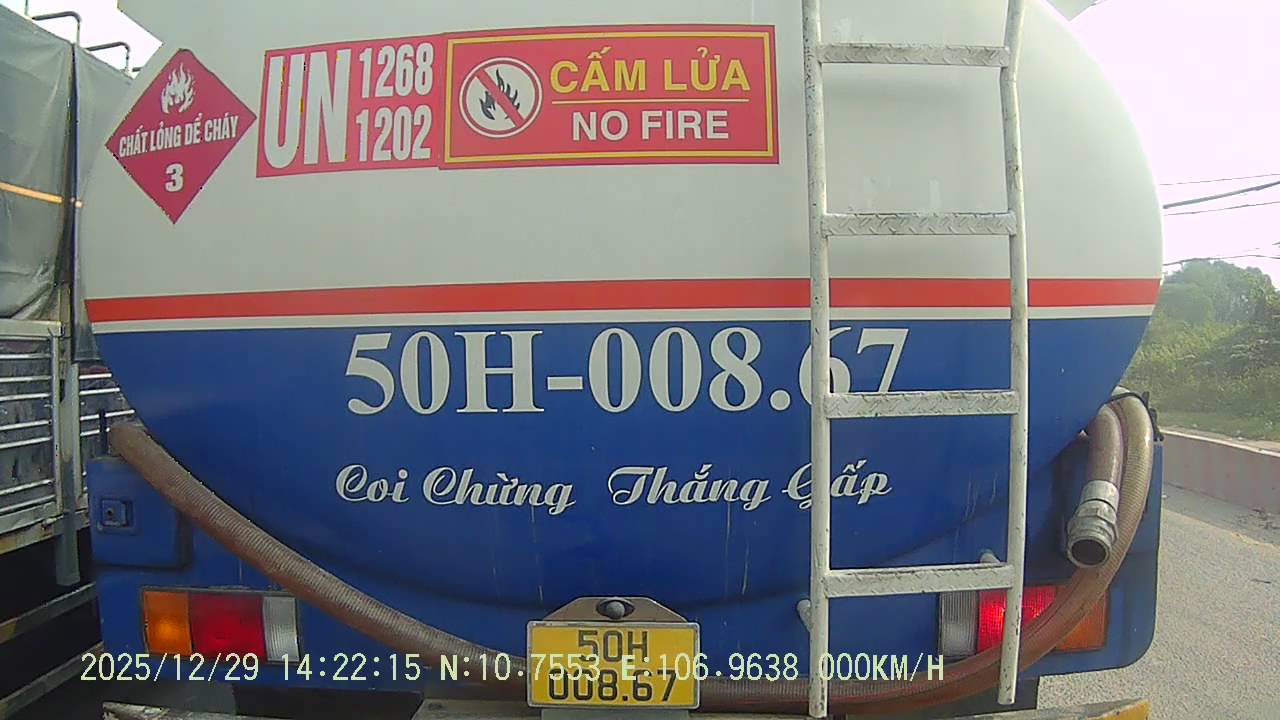 CHẤT LỎNG DỄ CHÁY
3
UN
1268
1202
CẤM LỬA
NO FIRE
50H-008.67
Coi Chừng Thắng Gấp
50H
008.67
2025/12/29 14:22:15 N:10.7553 E:106.9638 000KM/H